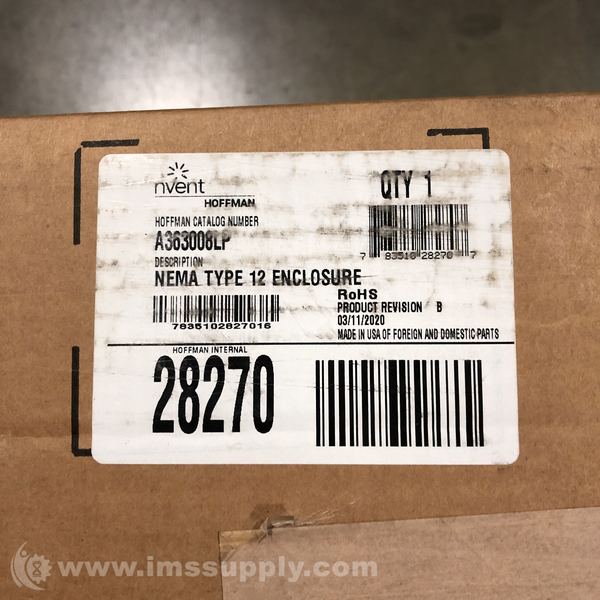 nVent
HOFFMAN
QTY 1
HOFFMAN CATALOG NUMBER
A363008LP
7 83510 28270 7
DESCRIPTION
NEMA TYPE 12 ENCLOSURE
7835102827016
RoHS
PRODUCT REVISION B
03/11/2020
MADE IN USA OF FOREIGN AND DOMESTIC PARTS
HOFFMAN INTERNAL
28270
www.imssupply.com